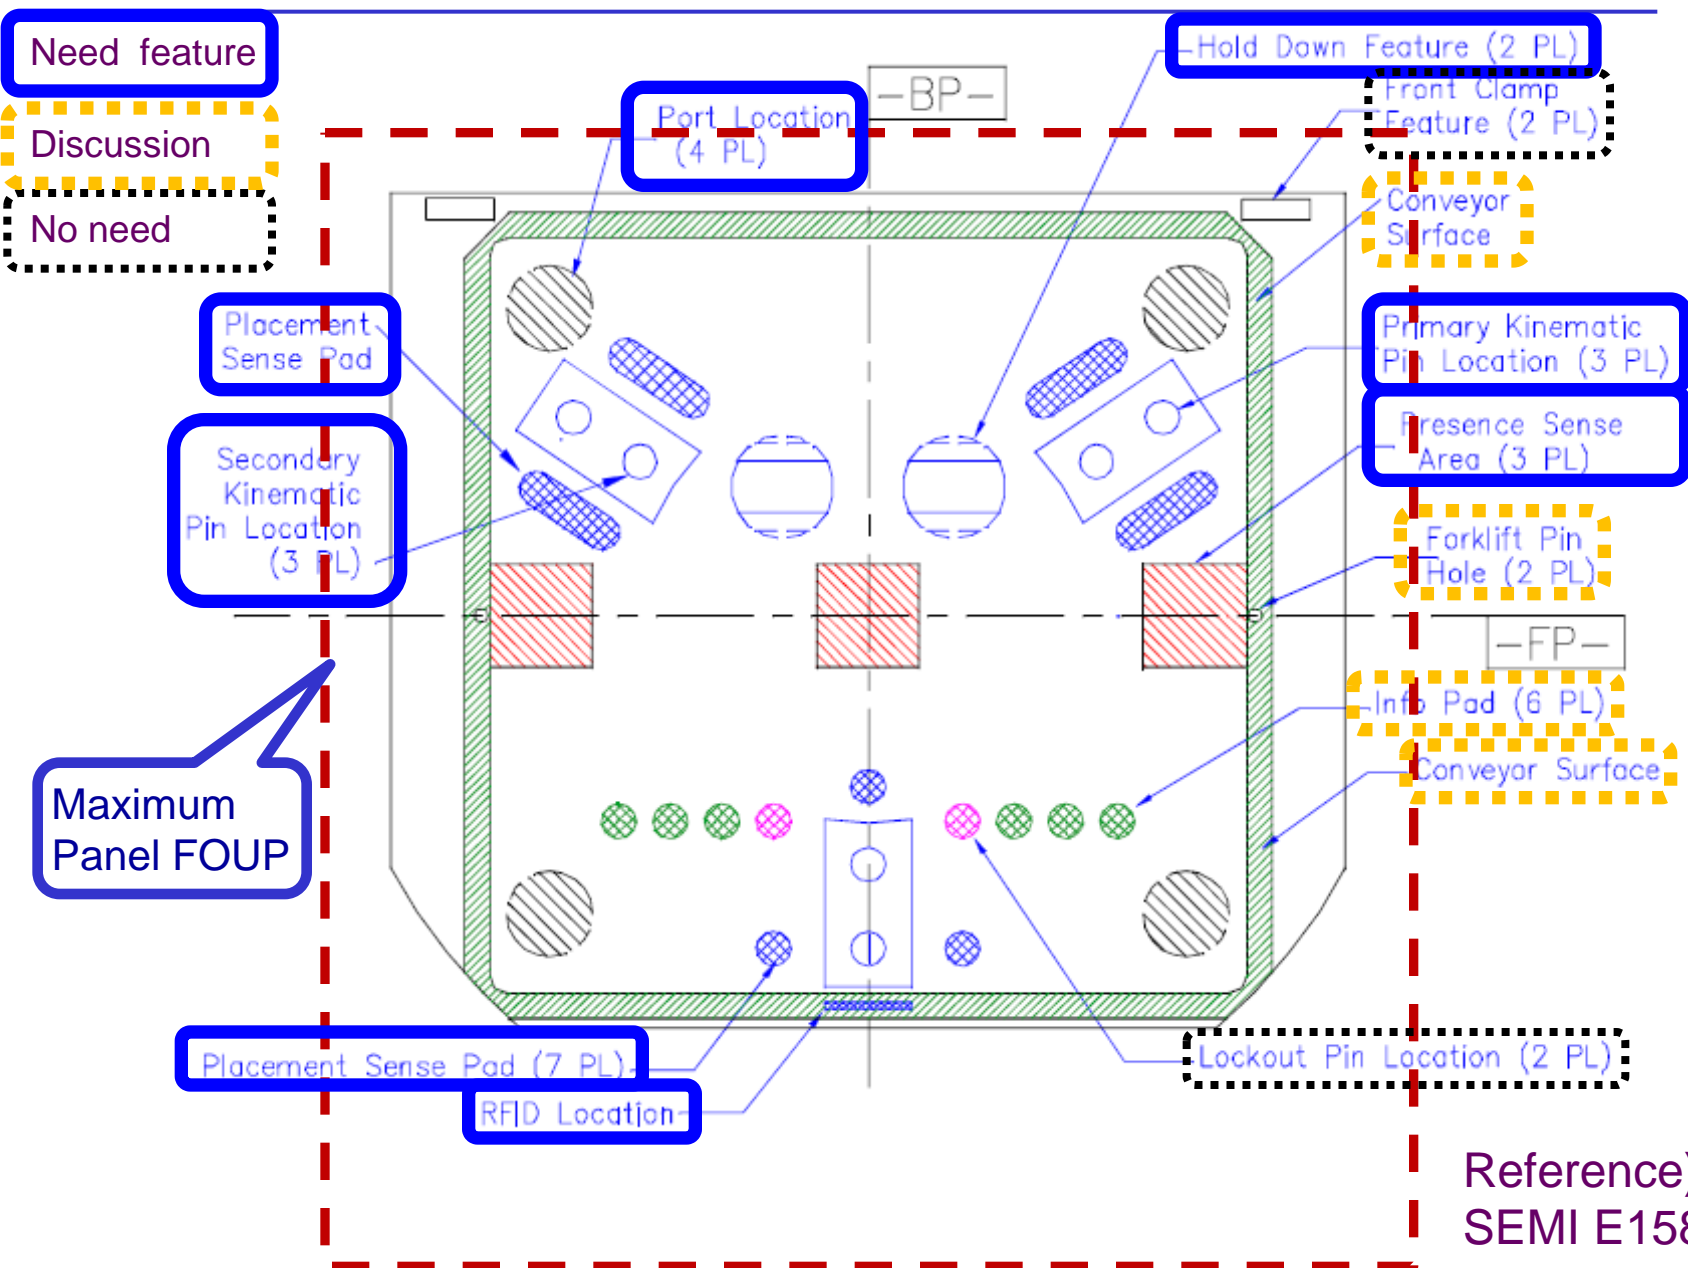 Need feature
Discussion
No need
Hold Down Feature (2 PL)
-BP-
Front Clamp
Feature (2 PL)
Port Location
(4 PL)
Conveyor
Surface
Placement
Sense Pad
Primary Kinematic
Pin Location (3 PL)
Presence Sense
Area (3 PL)
Secondary
Kinematic
Pin Location
(3 PL)
Forklift Pin
Hole (2 PL)
-FP-
Info Pad (6 PL)
Conveyor Surface
Maximum
Panel FOUP
Placement Sense Pad (7 PL)
Lockout Pin Location (2 PL)
RFID Location
Reference)
SEMI E158